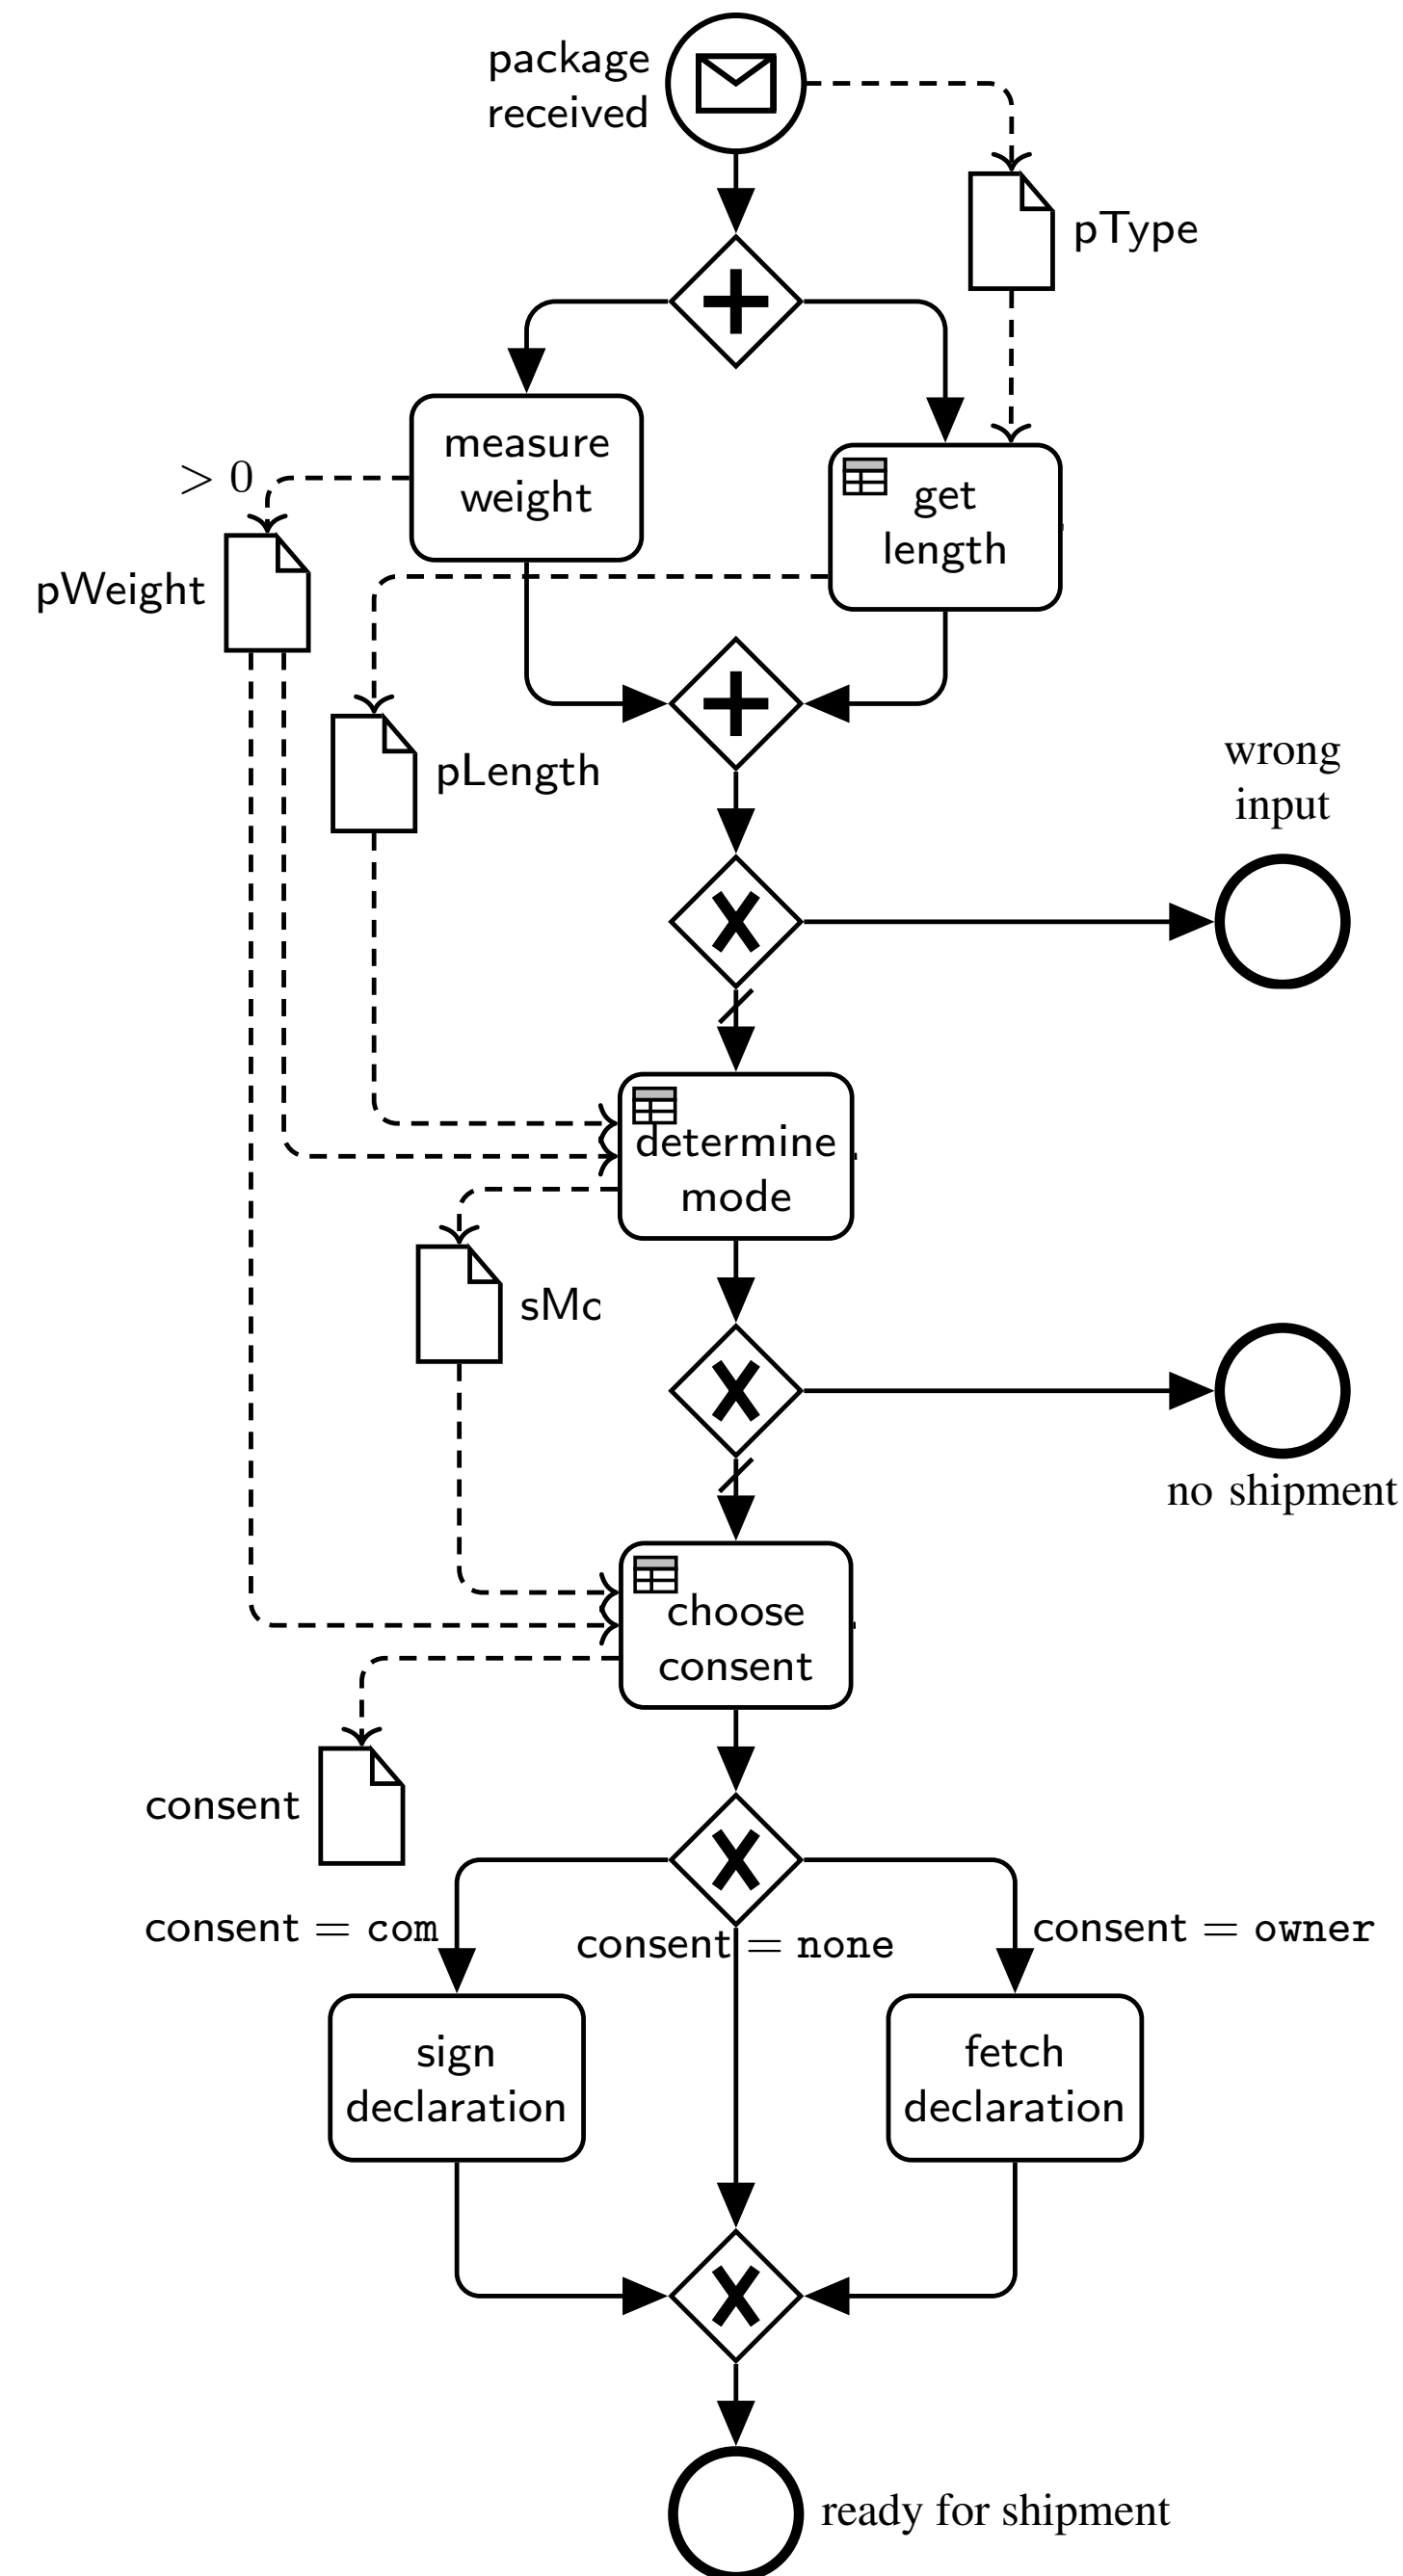 package
received
pType
measure
weight
> 0
get
length
pWeight
pLength
wrong
input
determine
mode
sMc
no shipment
choose
consent
consent
consent = com
consent = none
consent = owner
sign
declaration
fetch
declaration
ready for shipment